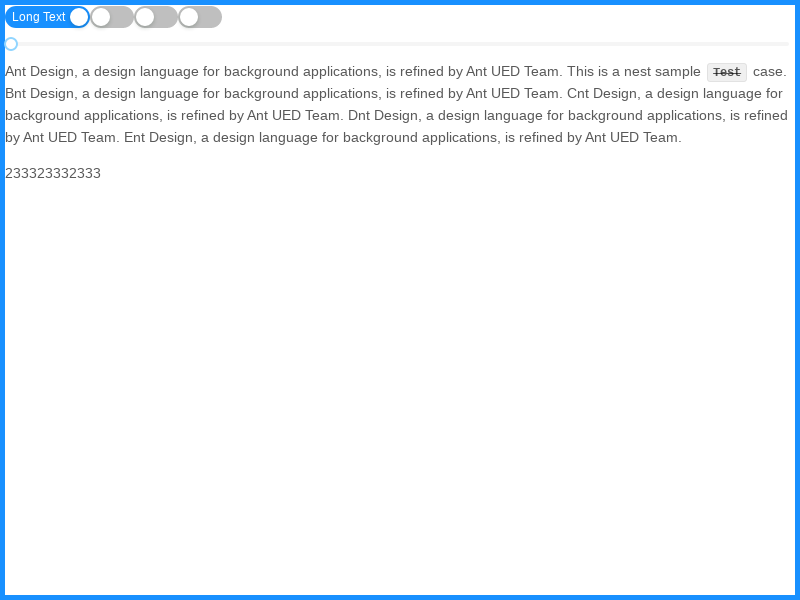 Long Text
Ant Design, a design language for background applications, is refined by Ant UED Team. This is a nest sample Test case.
Bnt Design, a design language for background applications, is refined by Ant UED Team. Cnt Design, a design language for
background applications, is refined by Ant UED Team. Dnt Design, a design language for background applications, is refined
by Ant UED Team. Ent Design, a design language for background applications, is refined by Ant UED Team.
233323332333